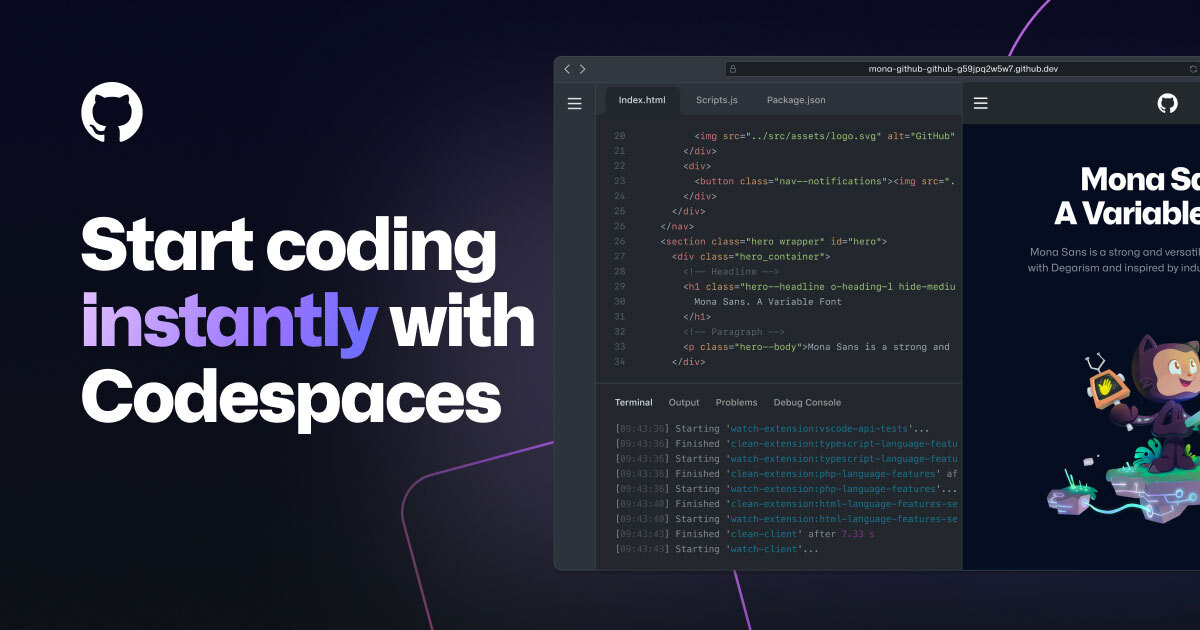 Start coding
instantly with
Codespaces
mona-github-github-g59jpq2w5w7.github.dev
Index.html
Scripts.js
Package.json
20 <img src="../src/assets/logo.svg" alt="GitHub"
21 </div>
22 <div>
23 <button class="nav--notifications"><img src=".
24 </div>
25 </div>
26 </nav>
26 <section class="hero wrapper" id="hero">
27 <div class="hero_container">
28 <!-- Headline -->
29 <h1 class="hero--headline o-heading-l hide-mediu
30 Mona Sans. A Variable Font
31 </h1>
32 <!-- Paragraph -->
33 <p class="hero--body">Mona Sans is a strong and
34 </div>
Terminal
Output
Problems
Debug Console
[09:43:36] Starting 'watch-extension:vscode-api-tests'...
[09:43:36] Finished 'clean-extension:typescript-language-featu
[09:43:36] Starting 'watch-extension:typescript-language-featu
[09:43:36] Finished 'clean-extension:php-language-features' af
[09:43:36] Starting 'watch-extension:php-language-features'...
[09:43:40] Finished 'clean-extension:html-language-features-se
[09:43:40] Starting 'watch-extension:html-language-features-se
[09:43:43] Finished 'clean-client' after 7.33 s
[09:43:43] Starting 'watch-client'...
Mona Sa
A Variable
Mona Sans is a strong and versati
with Degarism and inspired by indu